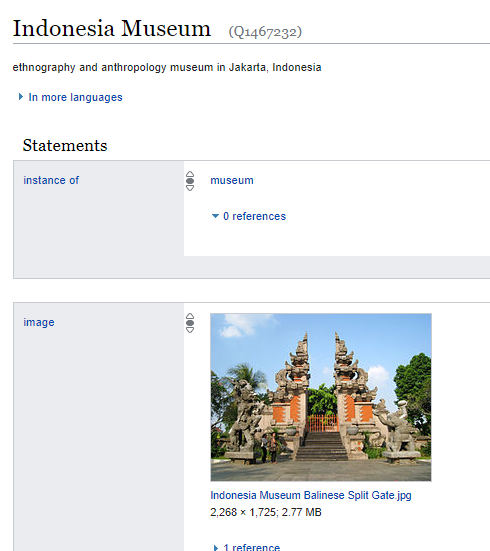 Indonesia Museum (Q1467232)
ethnography and anthropology museum in Jakarta, Indonesia
In more languages
Statements
instance of
museum
0 references
image
Indonesia Museum Balinese Split Gate.jpg
2,268 × 1,725; 2.77 MB
1 reference